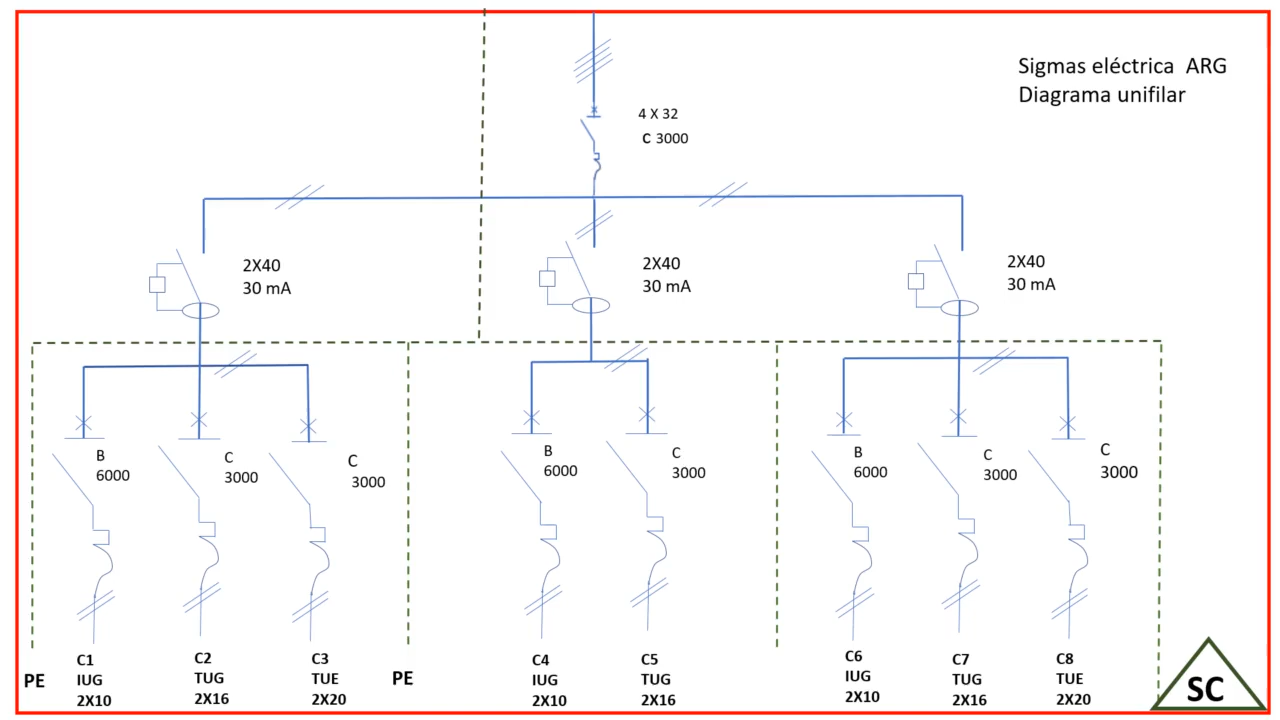 Sigmas eléctrica ARG
Diagrama unifilar
4 X 32
C 3000
2X40
30 mA
2X40
30 mA
2X40
30 mA
B
6000
C
3000
C
3000
B
6000
C
3000
B
6000
C
3000
C
3000
PE
C1
IUG
2X10
C2
TUG
2X16
C3
TUE
2X20
PE
C4
IUG
2X10
C5
TUG
2X16
C6
IUG
2X10
C7
TUG
2X16
C8
TUE
2X20
SC